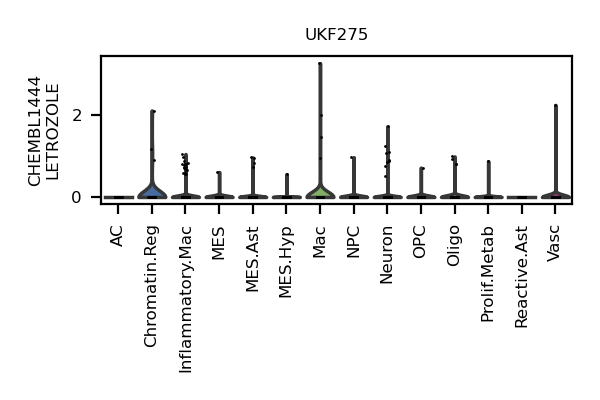 UKF275
CHEMBL1444
LETROZOLE
2
0
AC
Chromatin.Reg
Inflammatory.Mac
MES
MES.Ast
MES.Hyp
Mac
NPC
Neuron
OPC
Oligo
Prolif.Metab
Reactive.Ast
Vasc